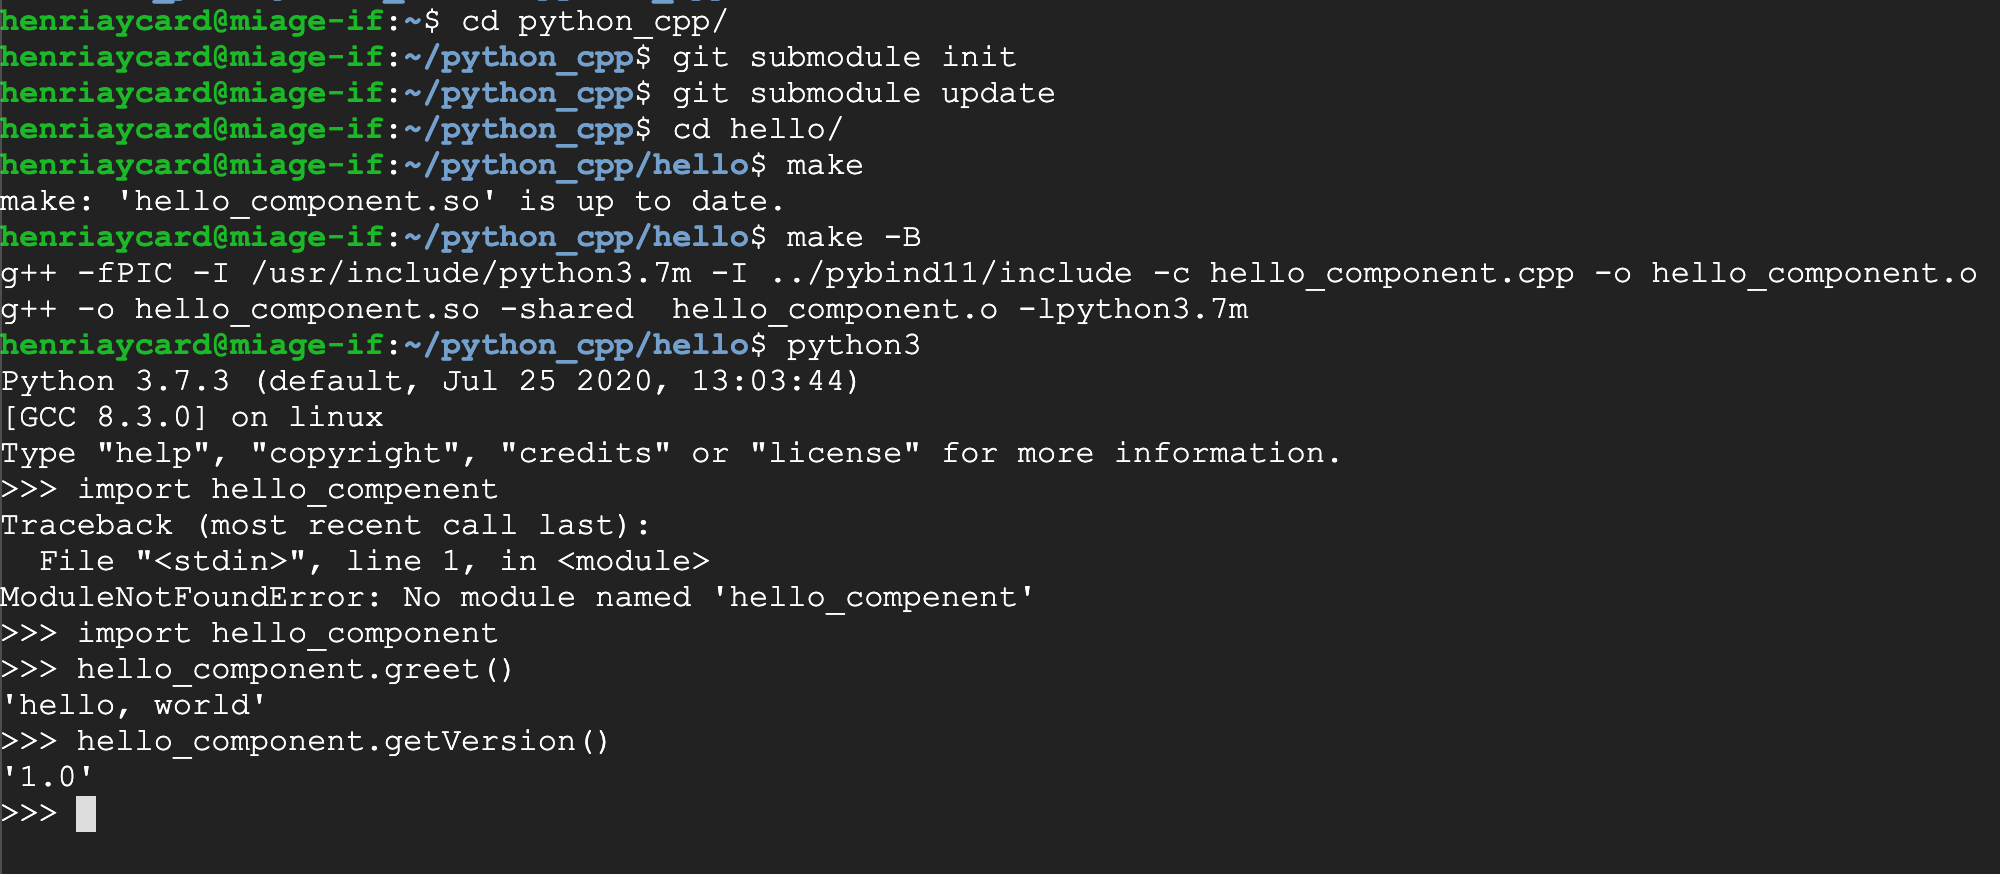 henriaycard@miage-if:~$ cd python_cpp/
henriaycard@miage-if:~/python_cpp$ git submodule init
henriaycard@miage-if:~/python_cpp$ git submodule update
henriaycard@miage-if:~/python_cpp$ cd hello/
henriaycard@miage-if:~/python_cpp/hello$ make
make: 'hello_component.so' is up to date.
henriaycard@miage-if:~/python_cpp/hello$ make -B
g++ -fPIC -I /usr/include/python3.7m -I ../pybind11/include -c hello_component.cpp -o hello_component.o
g++ -o hello_component.so -shared  hello_component.o -lpython3.7m
henriaycard@miage-if:~/python_cpp/hello$ python3
Python 3.7.3 (default, Jul 25 2020, 13:03:44)
[GCC 8.3.0] on linux
Type "help", "copyright", "credits" or "license" for more information.
>>> import hello_compenent
Traceback (most recent call last):
  File "<stdin>", line 1, in <module>
ModuleNotFoundError: No module named 'hello_compenent'
>>> import hello_component
>>> hello_component.greet()
'hello, world'
>>> hello_component.getVersion()
'1.0'
>>>